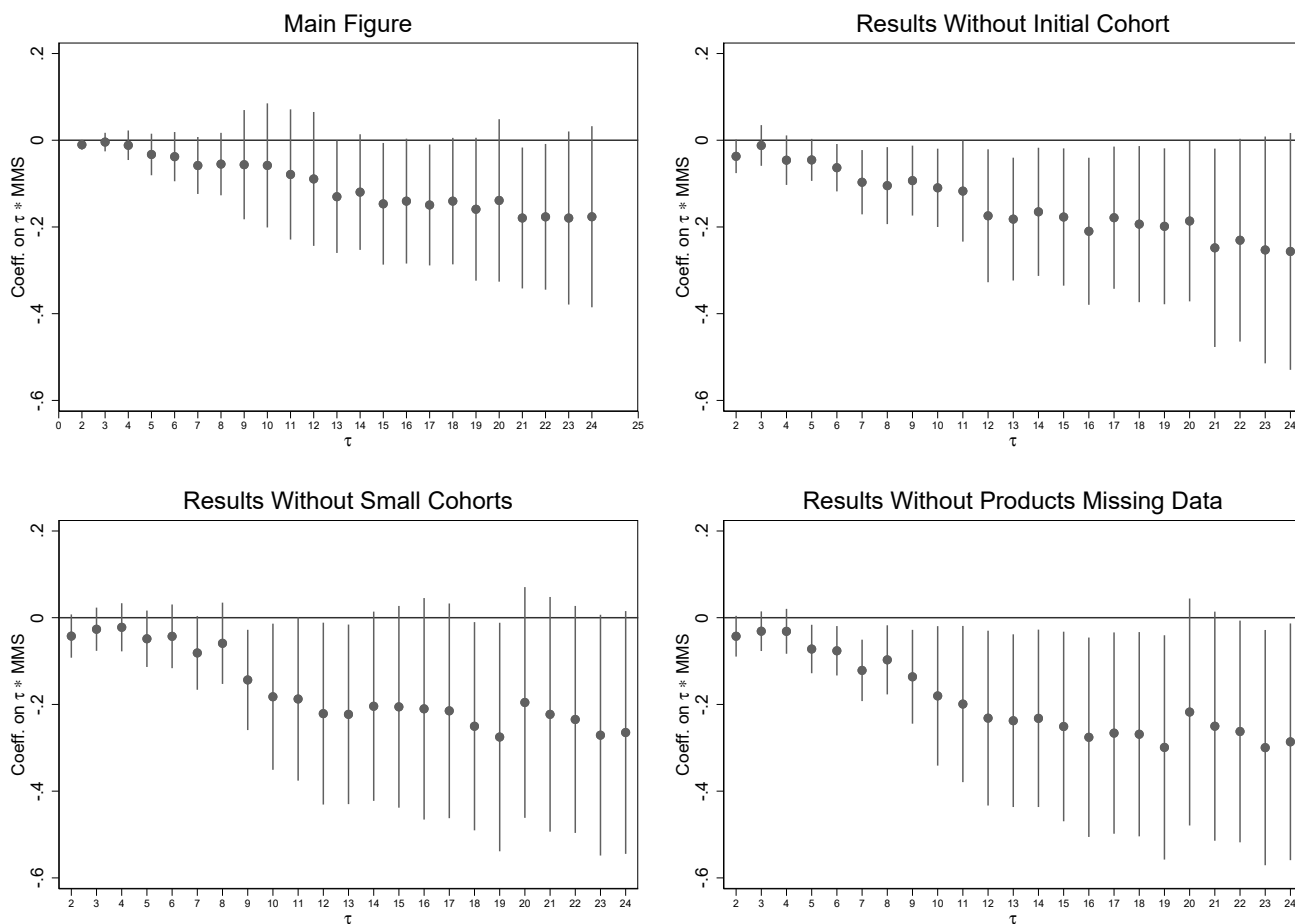 Main Figure
Coeff. on τ * MMS
.2
0
-.2
-.4
-.6
0 2 3 4 5 6 7 8 9 10 11 12 13 14 15 16 17 18 19 20 21 22 23 24 25
τ
Results Without Initial Cohort
Coeff. on τ * MMS
.2
0
-.2
-.4
-.6
2 3 4 5 6 7 8 9 10 11 12 13 14 15 16 17 18 19 20 21 22 23 24
τ
Results Without Small Cohorts
Coeff. on τ * MMS
.2
0
-.2
-.4
-.6
2 3 4 5 6 7 8 9 10 11 12 13 14 15 16 17 18 19 20 21 22 23 24
τ
Results Without Products Missing Data
Coeff. on τ * MMS
.2
0
-.2
-.4
-.6
2 3 4 5 6 7 8 9 10 11 12 13 14 15 16 17 18 19 20 21 22 23 24
τ